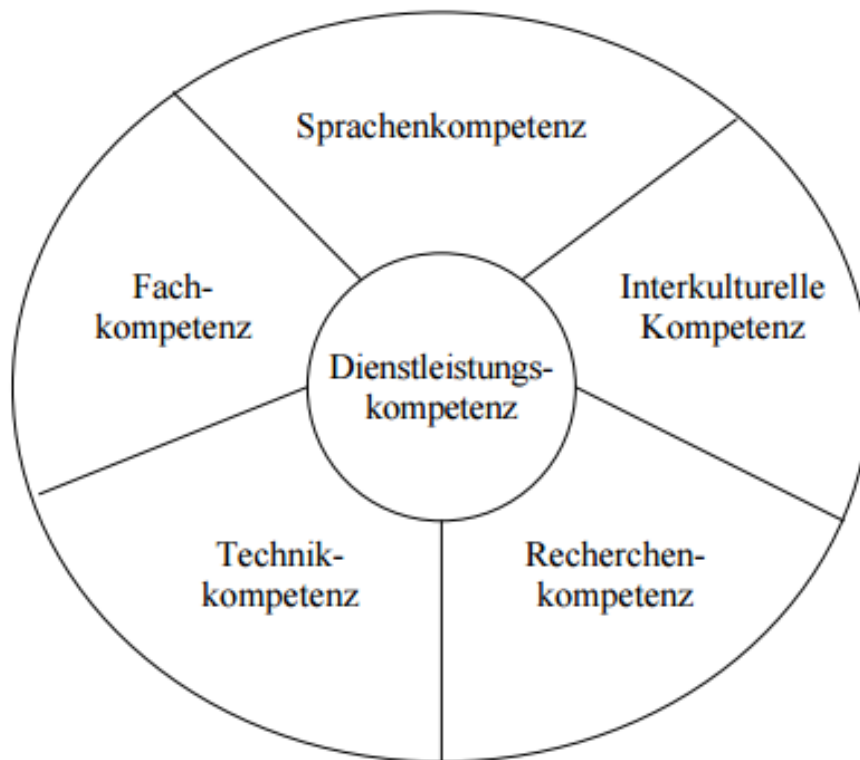 Sprachenkompetenz
Fach-
kompetenz
Interkulturelle
Kompetenz
Dienstleistungs-
kompetenz
Technik-
kompetenz
Recherchen-
kompetenz